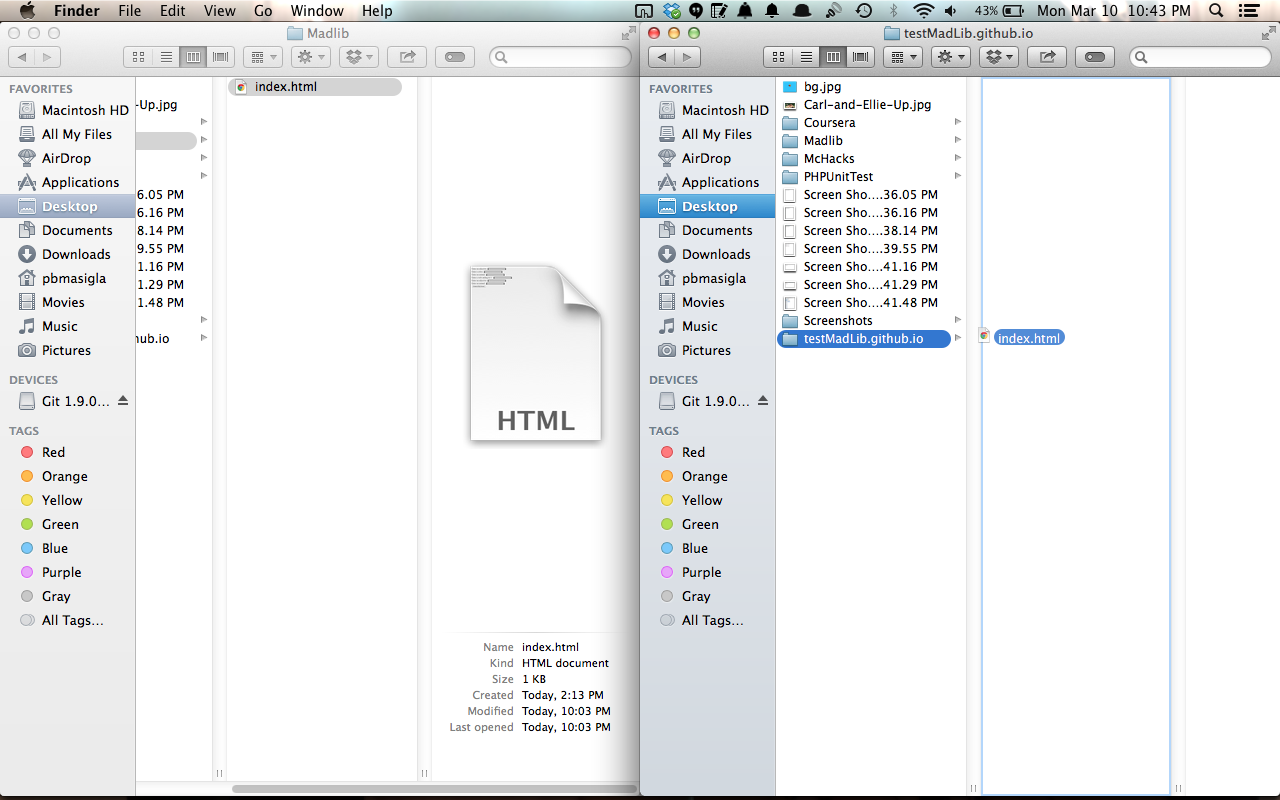 Finder File Edit View Go Window Help 43% Mon Mar 10 10:43 PM
Madlib
FAVORITES
Macintosh HD
All My Files
AirDrop
Applications
Desktop
Documents
Downloads
pbmasigla
Movies
Music
Pictures
DEVICES
Git 1.9.0...
TAGS
Red
Orange
Yellow
Green
Blue
Purple
Gray
All Tags...
-Up.jpg
6.05 PM
6.16 PM
8.14 PM
9.55 PM
1.16 PM
1.29 PM
1.48 PM
hub.io
index.html
HTML
Name index.html
Kind HTML document
Size 1 KB
Created Today, 2:13 PM
Modified Today, 10:03 PM
Last opened Today, 10:03 PM
testMadLib.github.io
FAVORITES
Macintosh HD
All My Files
AirDrop
Applications
Desktop
Documents
Downloads
pbmasigla
Movies
Music
Pictures
DEVICES
Git 1.9.0...
TAGS
Red
Orange
Yellow
Green
Blue
Purple
Gray
All Tags...
bg.jpg
Carl-and-Ellie-Up.jpg
Coursera
Madlib
McHacks
PHPUnitTest
Screen Sho....36.05 PM
Screen Sho....36.16 PM
Screen Sho....38.14 PM
Screen Sho....39.55 PM
Screen Sho....41.16 PM
Screen Sho....41.29 PM
Screen Sho....41.48 PM
Screenshots
testMadLib.github.io
index.html